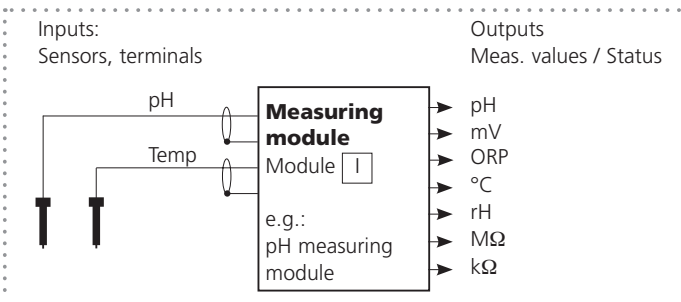 Inputs:
Sensors, terminals
Outputs
Meas. values / Status
pH
Temp
Measuring
module
Module I
e.g.:
pH measuring
module
pH
mV
ORP
°C
rH
MΩ
kΩ